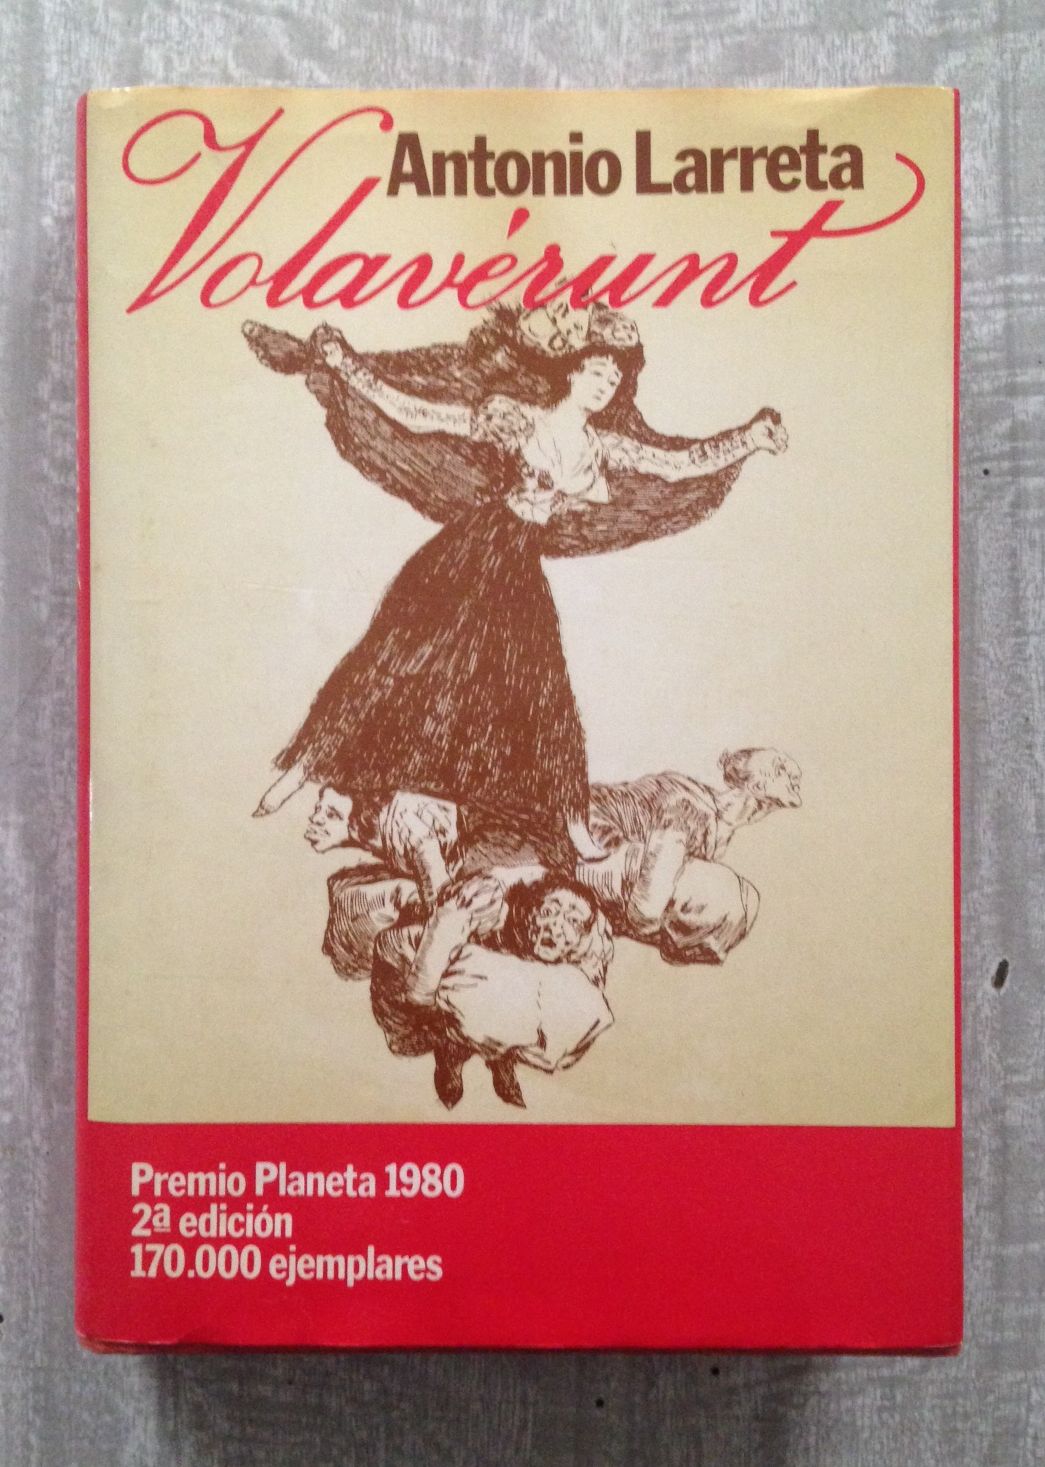 Antonio Larreta
Volavérunt
Premio Planeta 1980
2ª edición
170.000 ejemplares